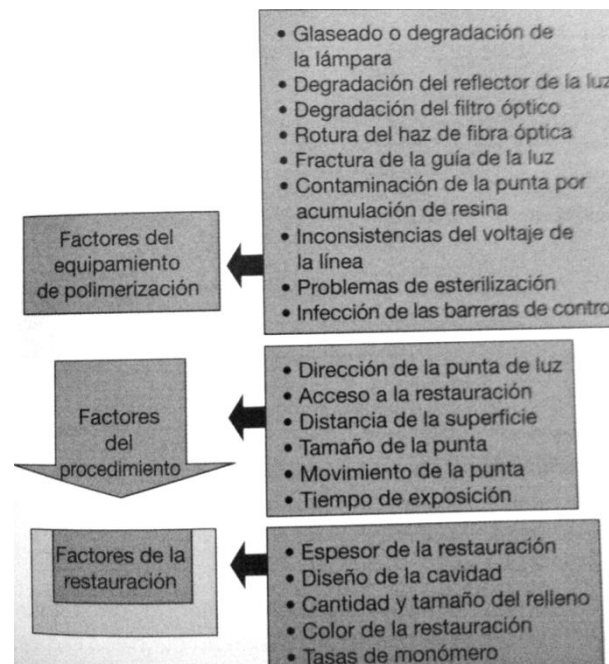 • Glaseado o degradación de
la lámpara
• Degradación del reflector de la luz
• Degradación del filtro óptico
• Rotura del haz de fibra óptica
• Fractura de la guía de la luz
• Contaminación de la punta por
acumulación de resina
• Inconsistencias del voltaje de
la línea
• Problemas de esterilización
• Infección de las barreras de contro
Factores del
equipamiento
de polimerización
• Dirección de la punta de luz
• Acceso a la restauración
• Distancia de la superficie
• Tamaño de la punta
• Movimiento de la punta
• Tiempo de exposición
Factores
del
procedimiento
• Espesor de la restauración
• Diseño de la cavidad
• Cantidad y tamaño del relleno
• Color de la restauración
• Tasas de monómero
Factores de la
restauración